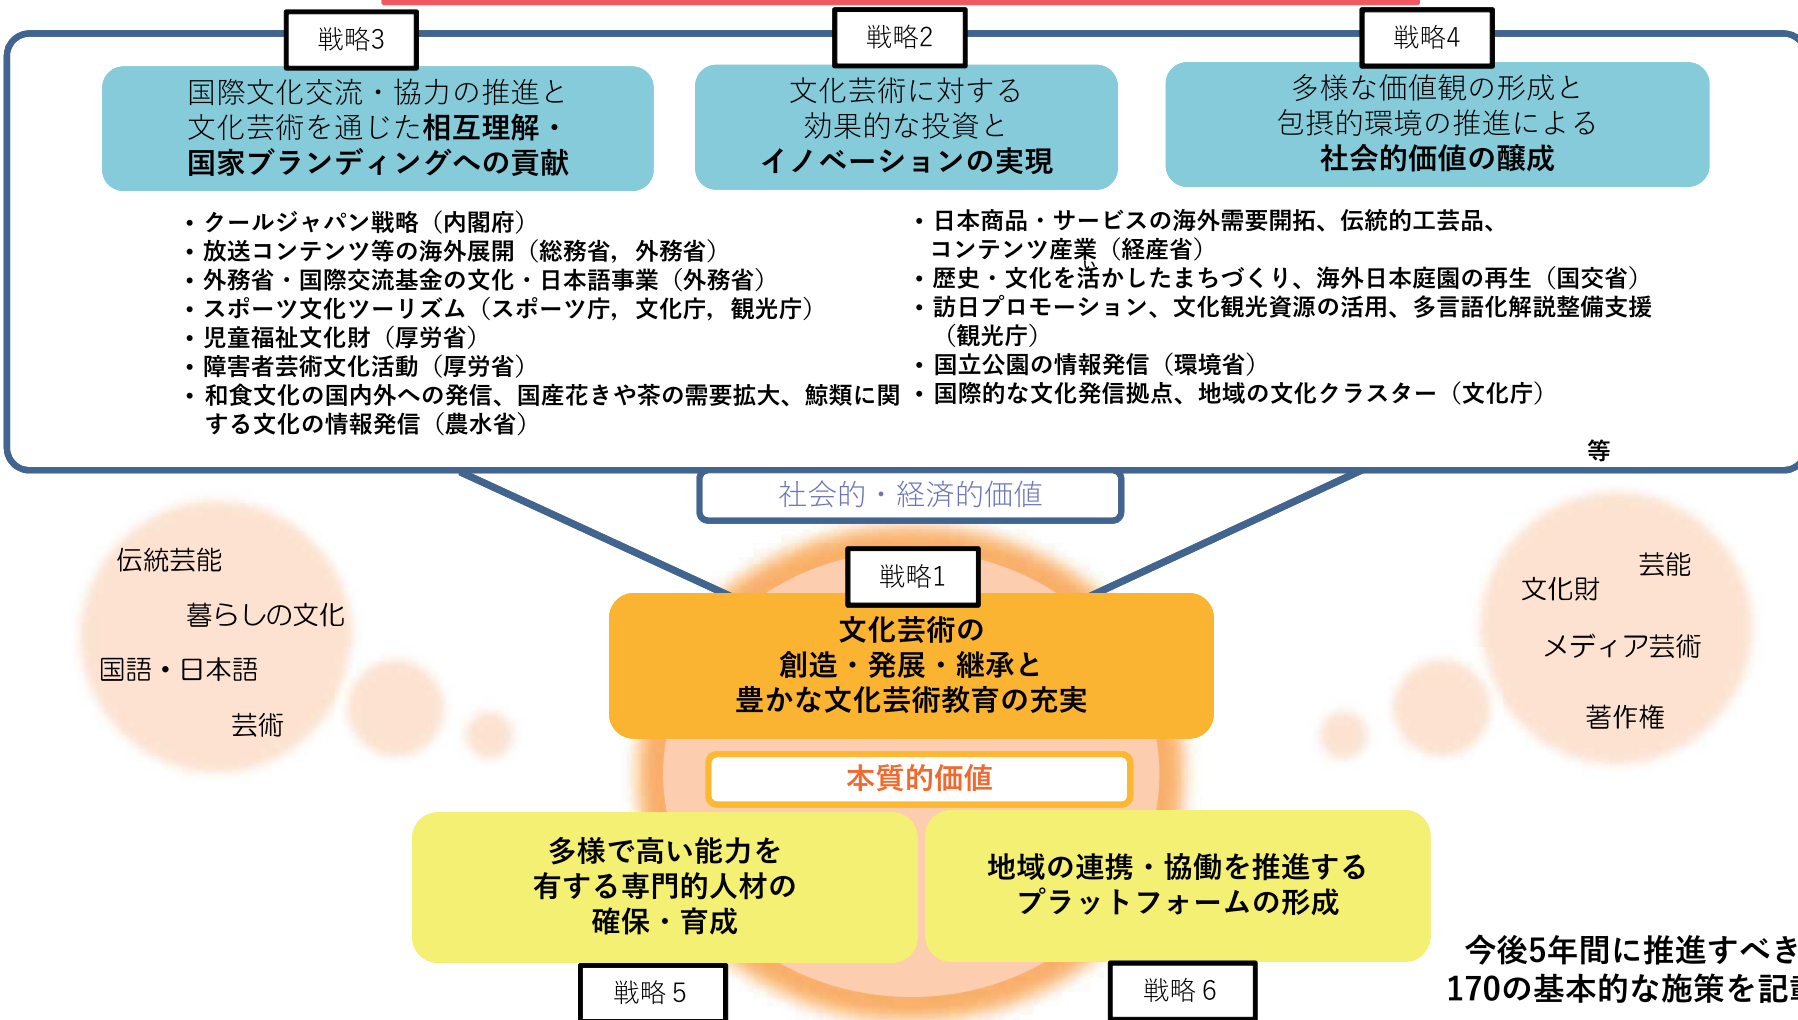 戦略3
国際文化交流・協力の推進と
文化芸術を通じた相互理解・
国家ブランディングへの貢献
戦略2
文化芸術に対する
効果的な投資と
イノベーションの実現
戦略4
多様な価値観の形成と
包摂的環境の推進による
社会的価値の醸成
・クールジャパン戦略（内閣府）
・放送コンテンツ等の海外展開（総務省，外務省）
・外務省・国際交流基金の文化・日本語事業（外務省）
・スポーツ文化ツーリズム（スポーツ庁，文化庁，観光庁）
・児童福祉文化財（厚労省）
・障害者芸術文化活動（厚労省）
・和食文化の国内外への発信、国産花きや茶の需要拡大、鯨類に関
する文化の情報発信（農水省）
・日本商品・サービスの海外需要開拓、伝統的工芸品、
コンテンツ産業（経産省）
い
・歴史・文化を活かしたまちづくり、海外日本庭園の再生（国交省）
・訪日プロモーション、文化観光資源の活用、多言語化解説整備支援
（観光庁）
・国立公園の情報発信（環境省）
・国際的な文化発信拠点、地域の文化クラスター（文化庁）
等
社会的・経済的価値
伝統芸能
暮らしの文化
国語・日本語
芸術
戦略1
文化芸術の
創造・発展・継承と
豊かな文化芸術教育の充実
本質的価値
芸能
文化財
メディア芸術
著作権
多様で高い能力を
有する専門的人材の
確保・育成
戦略５
地域の連携・協働を推進する
プラットフォームの形成
戦略６
今後5年間に推進すべき
170の基本的な施策を記載